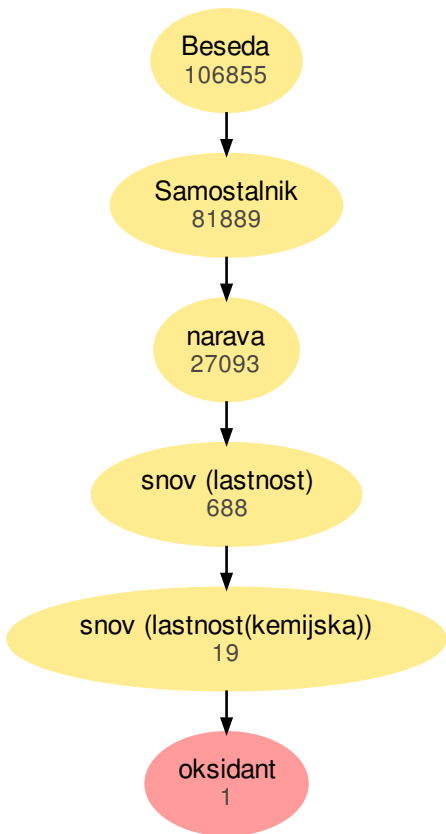 Beseda
106855
Samostalnik
81889
narava
27093
snov (lastnost)
688
snov (lastnost(kemijska))
19
oksidant
1